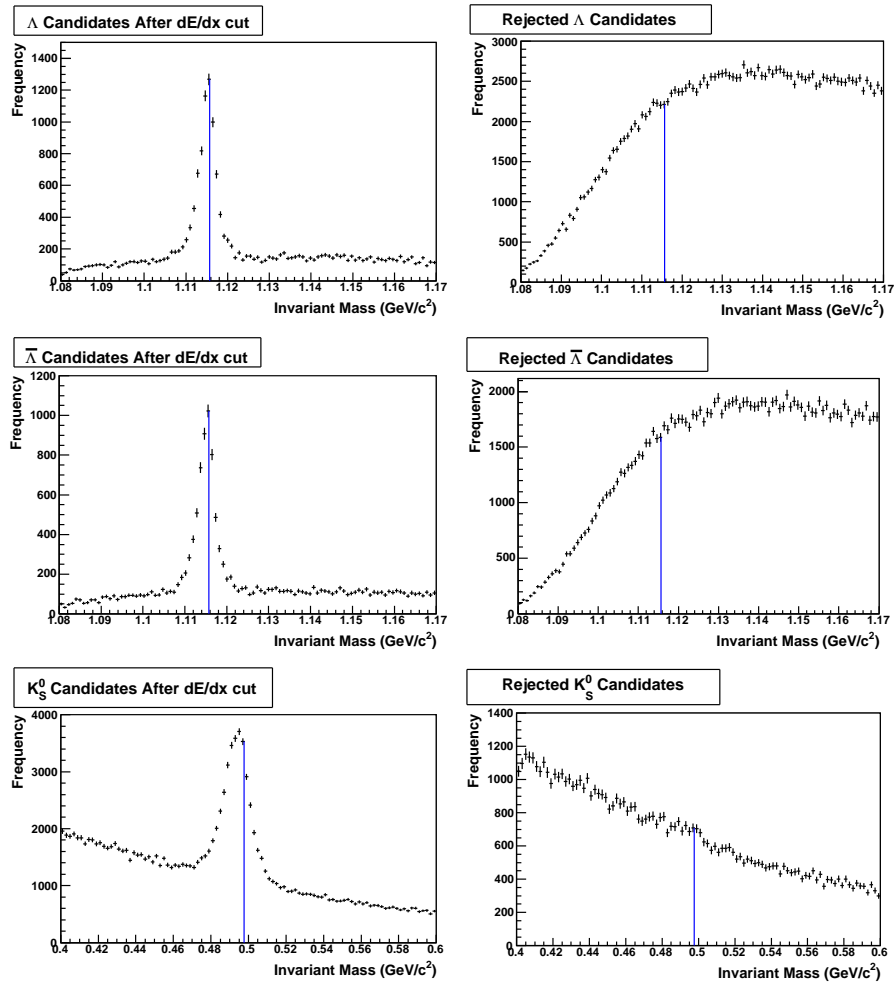 Λ Candidates After dE/dx cut
Frequency
1400
1200
1000
800
600
400
200
0
1.08 1.09 1.1 1.11 1.12 1.13 1.14 1.15 1.16 1.17
Invariant Mass (GeV/c²)
Rejected Λ Candidates
Frequency
3000
2500
2000
1500
1000
500
0
1.08 1.09 1.1 1.11 1.12 1.13 1.14 1.15 1.16 1.17
Invariant Mass (GeV/c²)
Λ̅ Candidates After dE/dx cut
Frequency
1200
1000
800
600
400
200
0
1.08 1.09 1.1 1.11 1.12 1.13 1.14 1.15 1.16 1.17
Invariant Mass (GeV/c²)
Rejected Λ̅ Candidates
Frequency
2000
1500
1000
500
0
1.08 1.09 1.1 1.11 1.12 1.13 1.14 1.15 1.16 1.17
Invariant Mass (GeV/c²)
K⁰_S Candidates After dE/dx cut
Frequency
4000
3000
2000
1000
0
0.4 0.42 0.44 0.46 0.48 0.5 0.52 0.54 0.56 0.58 0.6
Invariant Mass (GeV/c²)
Rejected K⁰_S Candidates
Frequency
1400
1200
1000
800
600
400
200
0
0.4 0.42 0.44 0.46 0.48 0.5 0.52 0.54 0.56 0.58 0.6
Invariant Mass (GeV/c²)